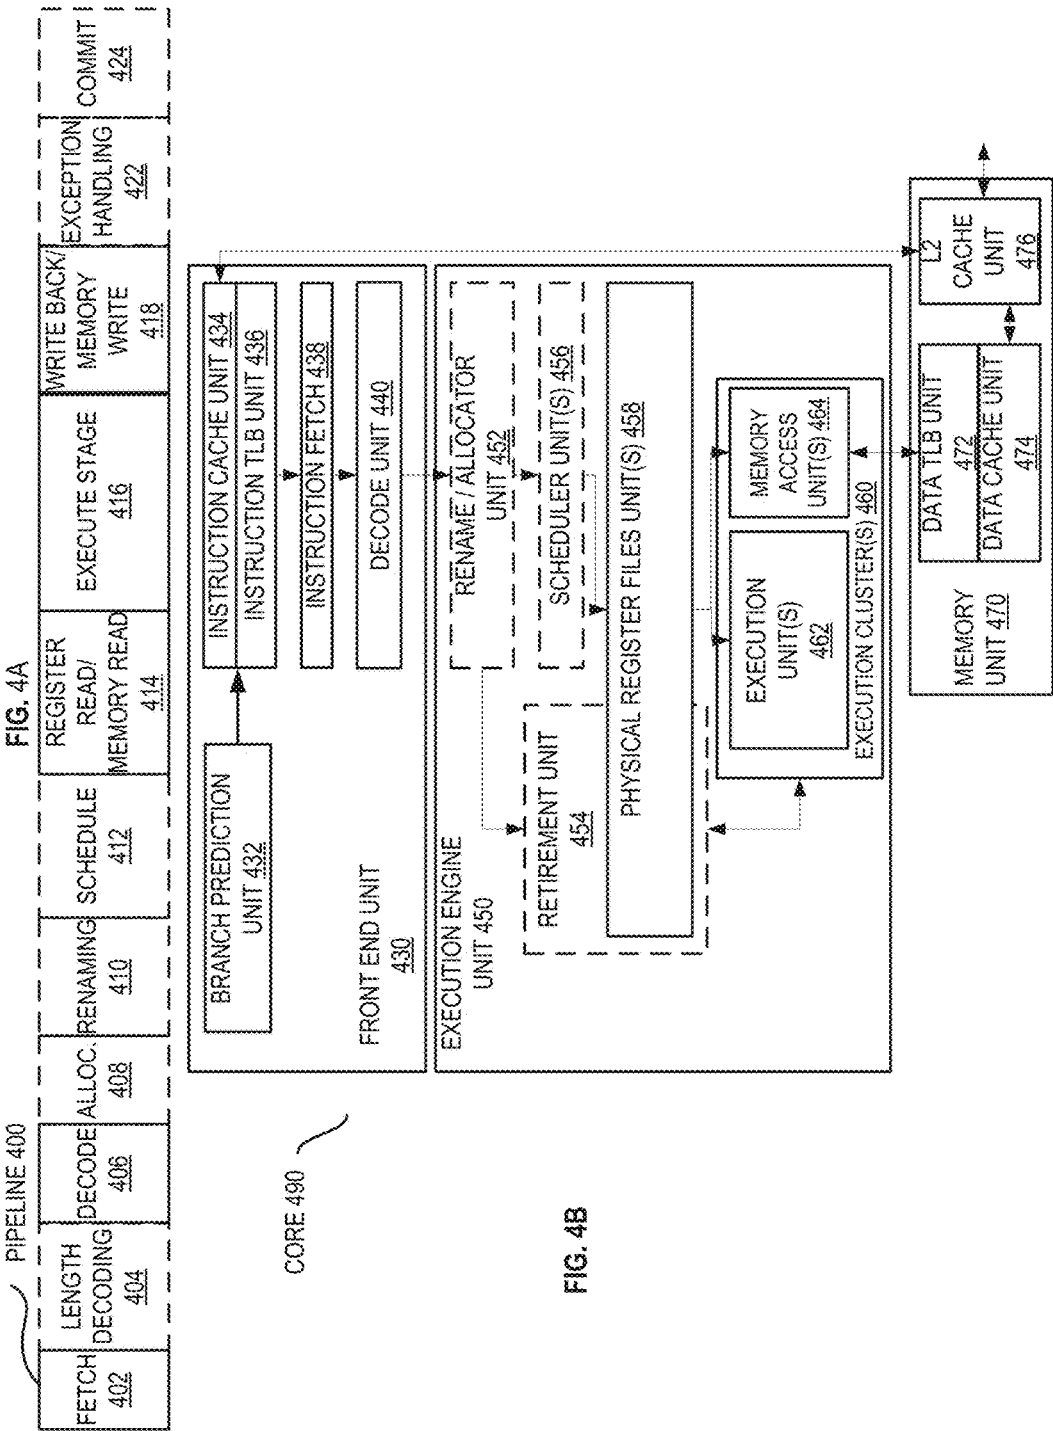 FIG. 4A
PIPELINE 400
FETCH
402
LENGTH
DECODING
404
DECODE
406
ALLOC.
408
RENAMING
410
SCHEDULE
412
REGISTER
READ/
MEMORY READ
414
EXECUTE STAGE
416
WRITE BACK/
MEMORY
WRITE
418
EXCEPTION
HANDLING
422
COMMIT
424
CORE 490
BRANCH PREDICTION
UNIT 432
INSTRUCTION CACHE UNIT 434
INSTRUCTION TLB UNIT 436
INSTRUCTION FETCH 438
DECODE UNIT 440
FRONT END UNIT
430
EXECUTION ENGINE
UNIT 450
RENAME / ALLOCATOR
UNIT 452
SCHEDULER UNIT(S) 456
RETIREMENT UNIT
454
PHYSICAL REGISTER FILES UNIT(S) 458
EXECUTION
UNIT(S)
462
MEMORY
ACCESS
UNIT(S) 464
EXECUTION CLUSTER(S) 460
MEMORY
UNIT 470
DATA TLB UNIT
472
DATA CACHE UNIT
474
L2
CACHE
UNIT
476
FIG. 4B